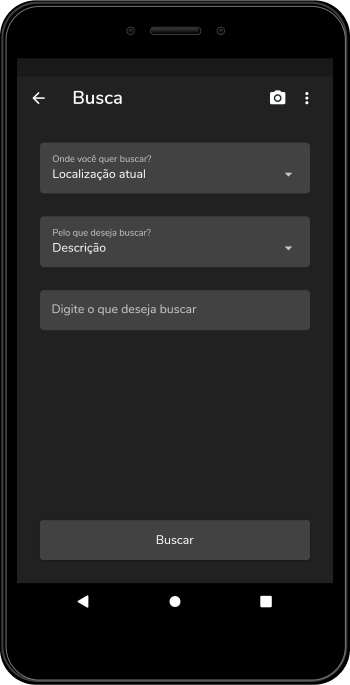 Busca
Onde você quer buscar?
Localização atual
Pelo que deseja buscar?
Descrição
Digite o que deseja buscar
Buscar